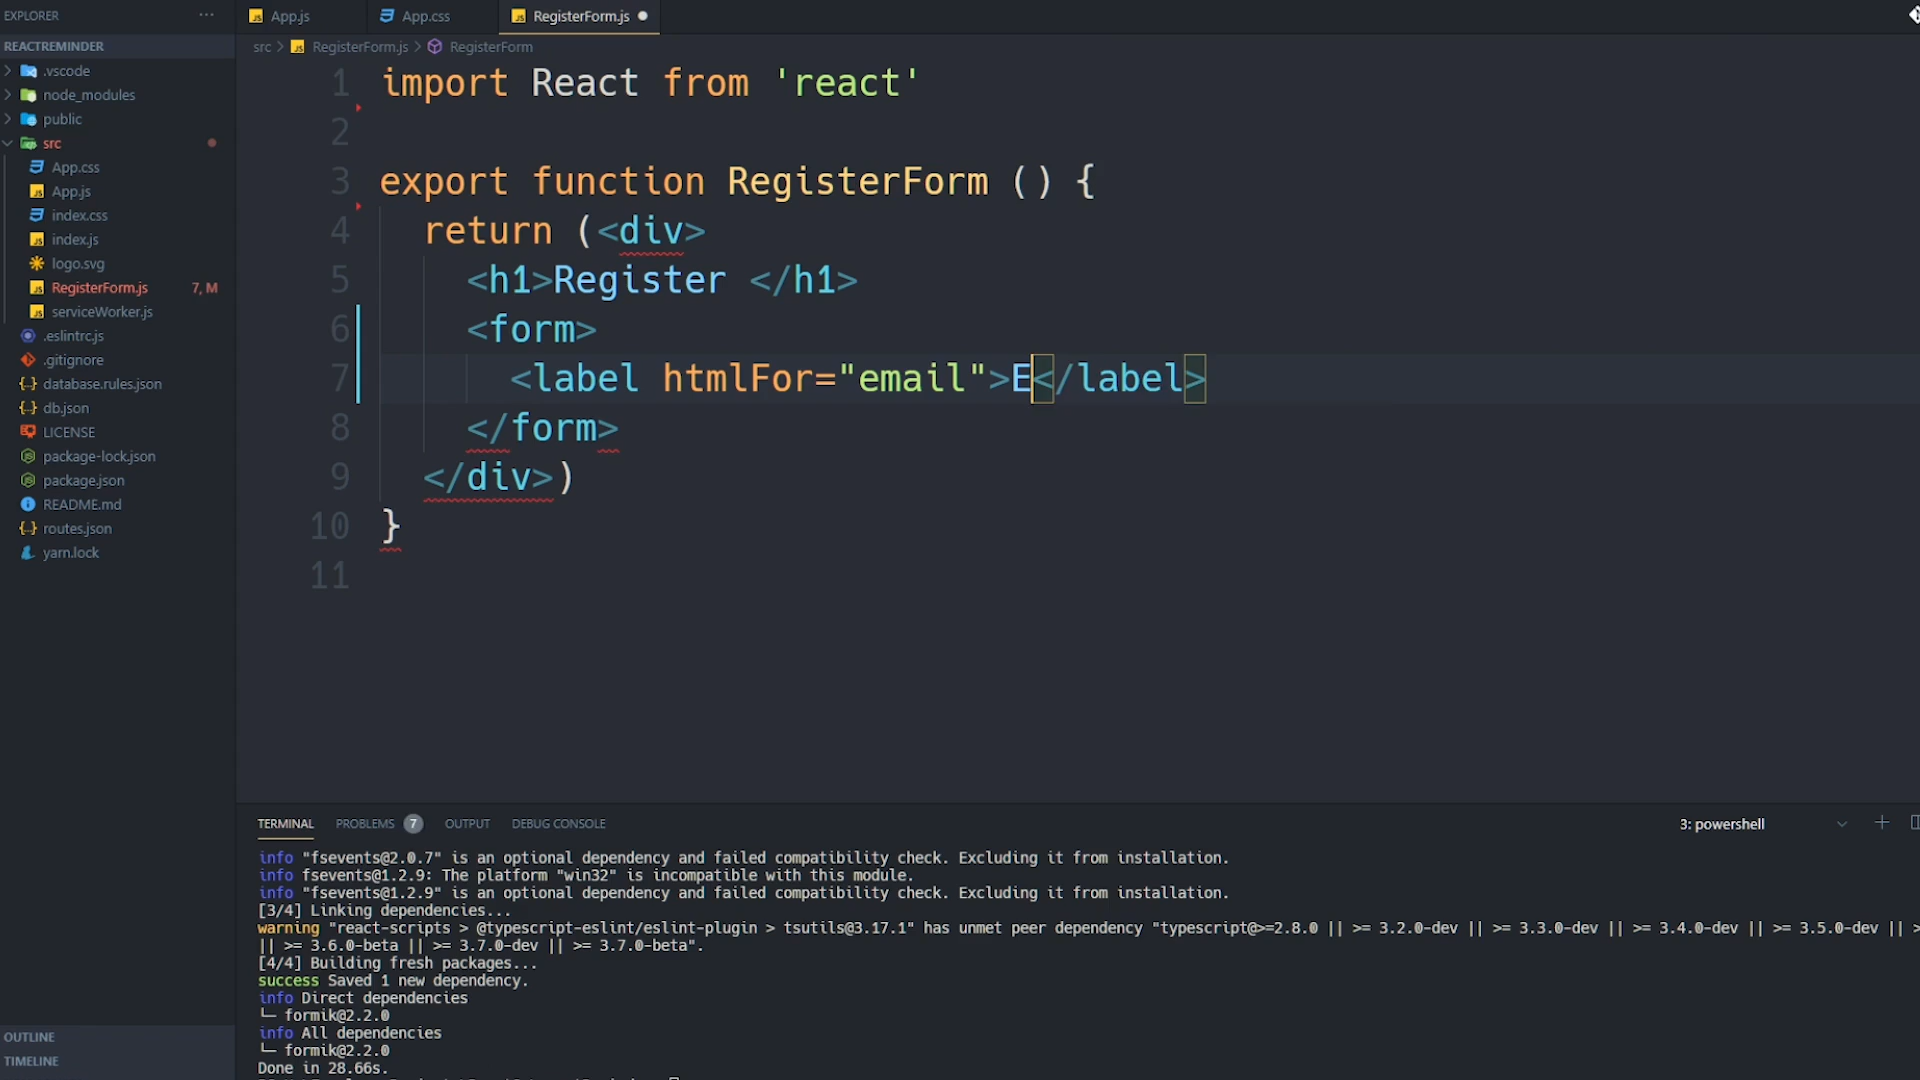 EXPLORER ···
App.js
App.css
RegisterForm.js
REACTREMINDER
src > RegisterForm.js > RegisterForm
.vscode
node_modules
public
src
App.css
App.js
index.css
index.js
logo.svg
RegisterForm.js 7, M
serviceWorker.js
.eslintrc.js
.gitignore
database.rules.json
db.json
LICENSE
package-lock.json
package.json
README.md
routes.json
yarn.lock
OUTLINE
TIMELINE
1 import React from 'react'
2
3 export function RegisterForm () {
4 return (<div>
5 <h1>Register </h1>
6 <form>
7 <label htmlFor="email">E</label>
8 </form>
9 </div>)
10 }
11
TERMINAL PROBLEMS 7 OUTPUT DEBUG CONSOLE 3: powershell
info "fsevents@2.0.7" is an optional dependency and failed compatibility check. Excluding it from installation.
info fsevents@1.2.9: The platform "win32" is incompatible with this module.
info "fsevents@1.2.9" is an optional dependency and failed compatibility check. Excluding it from installation.
[3/4] Linking dependencies...
warning "react-scripts > @typescript-eslint/eslint-plugin > tsutils@3.17.1" has unmet peer dependency "typescript@>=2.8.0 || >= 3.2.0-dev || >= 3.3.0-dev || >= 3.4.0-dev || >= 3.5.0-dev || >
|| >= 3.6.0-beta || >= 3.7.0-dev || >= 3.7.0-beta".
[4/4] Building fresh packages...
success Saved 1 new dependency.
info Direct dependencies
└─ formik@2.2.0
info All dependencies
└─ formik@2.2.0
Done in 28.66s.